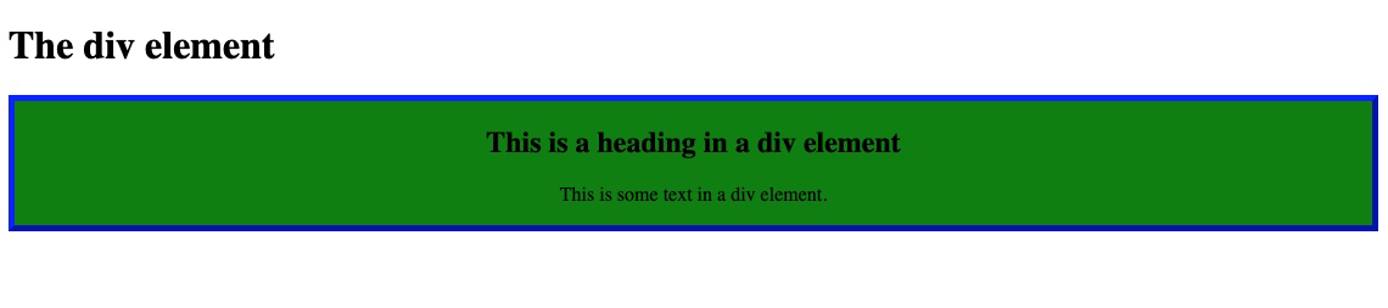 The div element
This is a heading in a div element
This is some text in a div element.